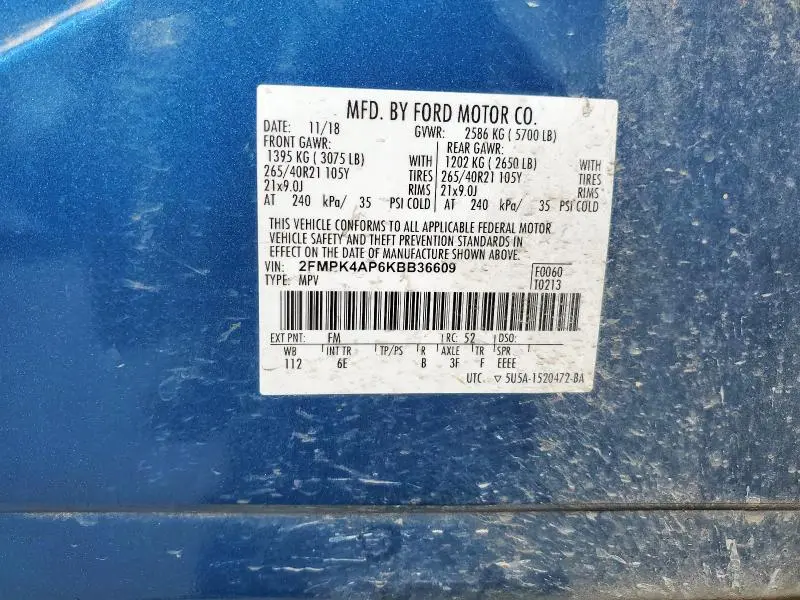 MFD. BY FORD MOTOR CO.
DATE: 11/18 GVWR: 2586 KG ( 5700 LB)
FRONT GAWR: REAR GAWR:
1395 KG ( 3075 LB) WITH 1202 KG ( 2650 LB) WITH
265/40R21 105Y TIRES 265/40R21 105Y TIRES
21x9.0J RIMS 21x9.0J RIMS
AT 240 kPa/ 35 PSI COLD AT 240 kPa/ 35 PSI COLD
THIS VEHICLE CONFORMS TO ALL APPLICABLE FEDERAL MOTOR
VEHICLE SAFETY AND THEFT PREVENTION STANDARDS IN
EFFECT ON THE DATE OF MANUFACTURE SHOWN ABOVE.
VIN: 2FMPK4AP6KBB36609 F0060
TYPE: MPV T0213
EXT PNT: FM RC: 52 DSO:
WB INT TR TP/PS R AXLE TR SPR
112 6E B 3F F EEEE
UTC ▽ 5U5A-1520472-BA